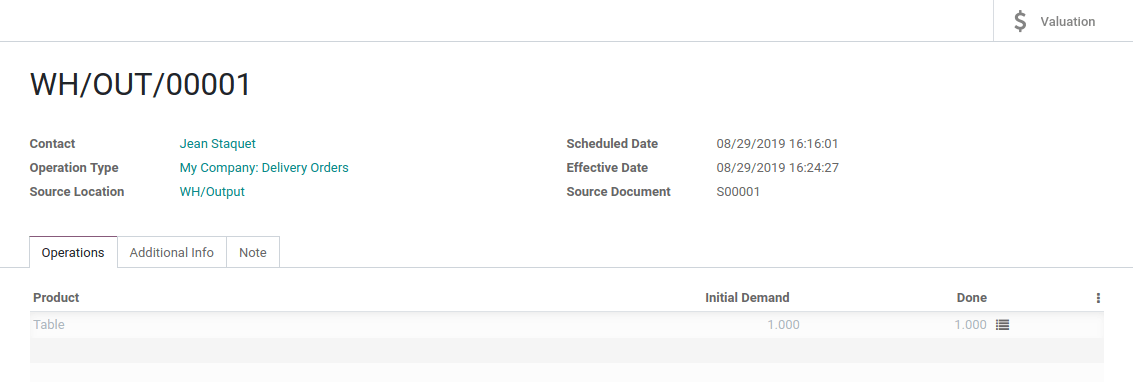 $ Valuation
WH/OUT/00001
Contact Jean Staquet Scheduled Date 08/29/2019 16:16:01
Operation Type My Company: Delivery Orders Effective Date 08/29/2019 16:24:27
Source Location WH/Output Source Document S00001
Operations Additional Info Note
Product Initial Demand Done
Table 1.000 1.000